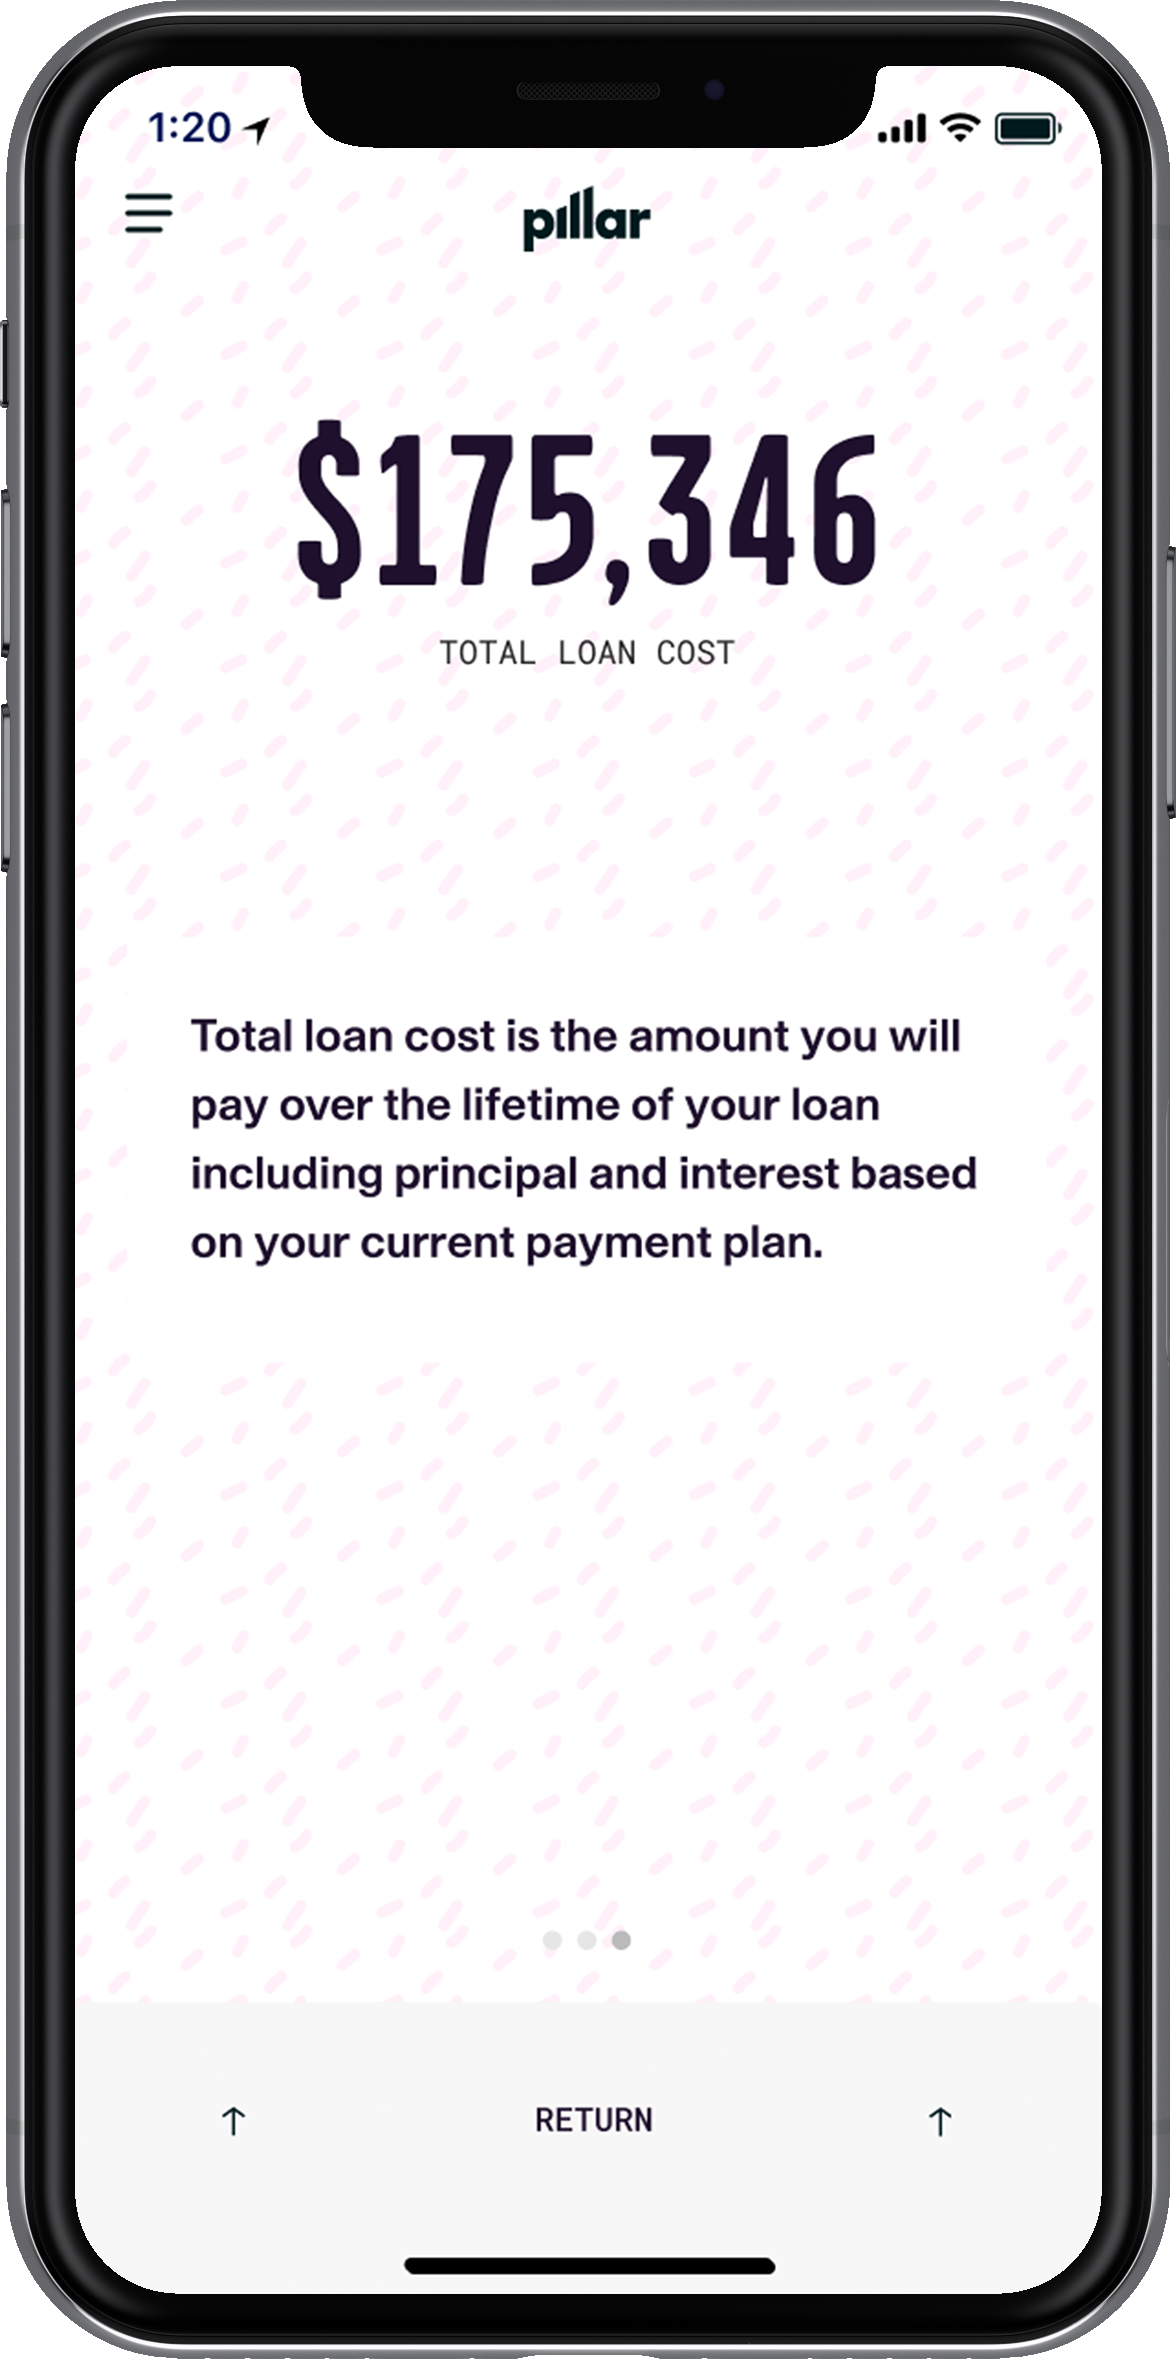 1:20
pillar
$175,346
TOTAL LOAN COST
Total loan cost is the amount you will
pay over the lifetime of your loan
including principal and interest based
on your current payment plan.
↑ RETURN ↑